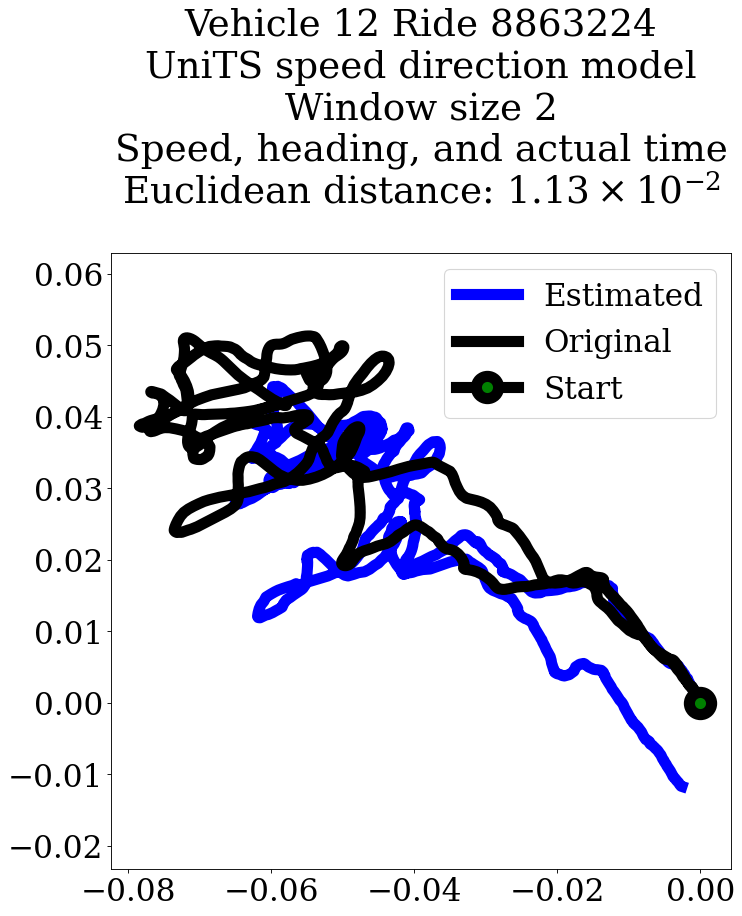 Vehicle 12 Ride 8863224
UniTS speed direction model
Window size 2
Speed, heading, and actual time
Euclidean distance: 1.13 × 10⁻²
Estimated
Original
Start
0.06
0.05
0.04
0.03
0.02
0.01
0.00
−0.01
−0.02
−0.08 −0.06 −0.04 −0.02 0.00